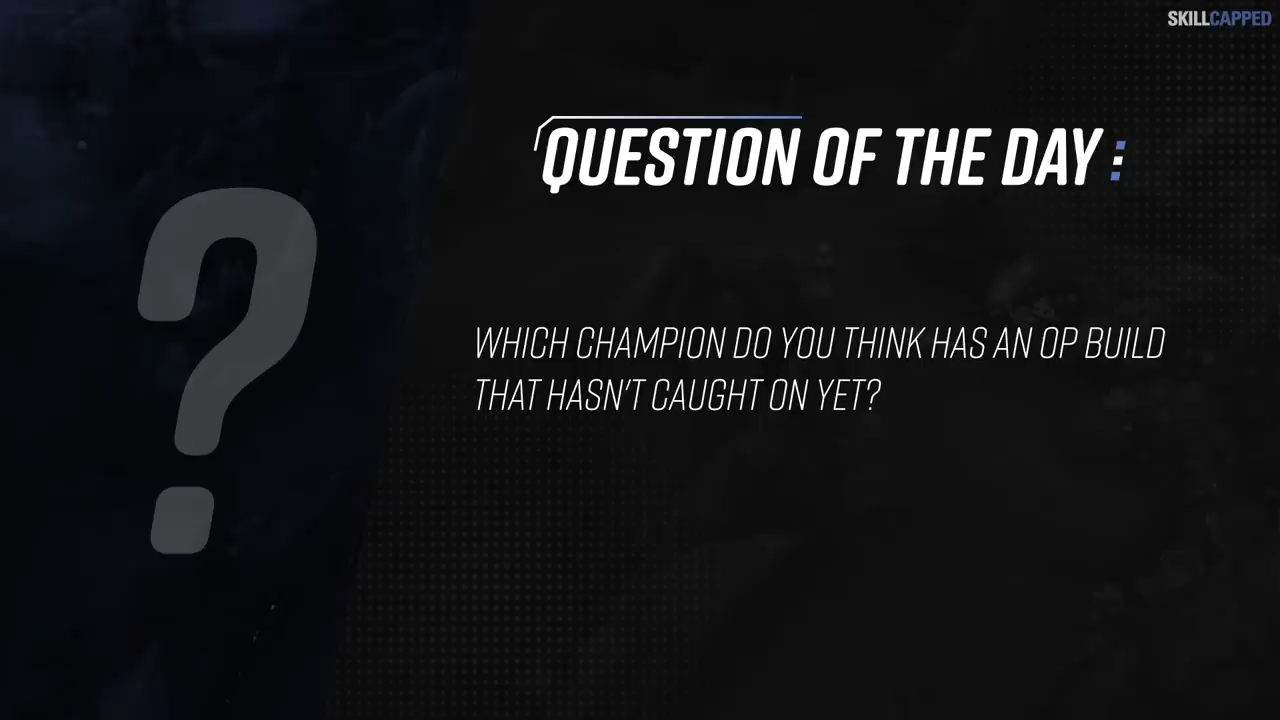 SKILLCAPPED
QUESTION OF THE DAY :
WHICH CHAMPION DO YOU THINK HAS AN OP BUILD
THAT HASN'T CAUGHT ON YET?
?